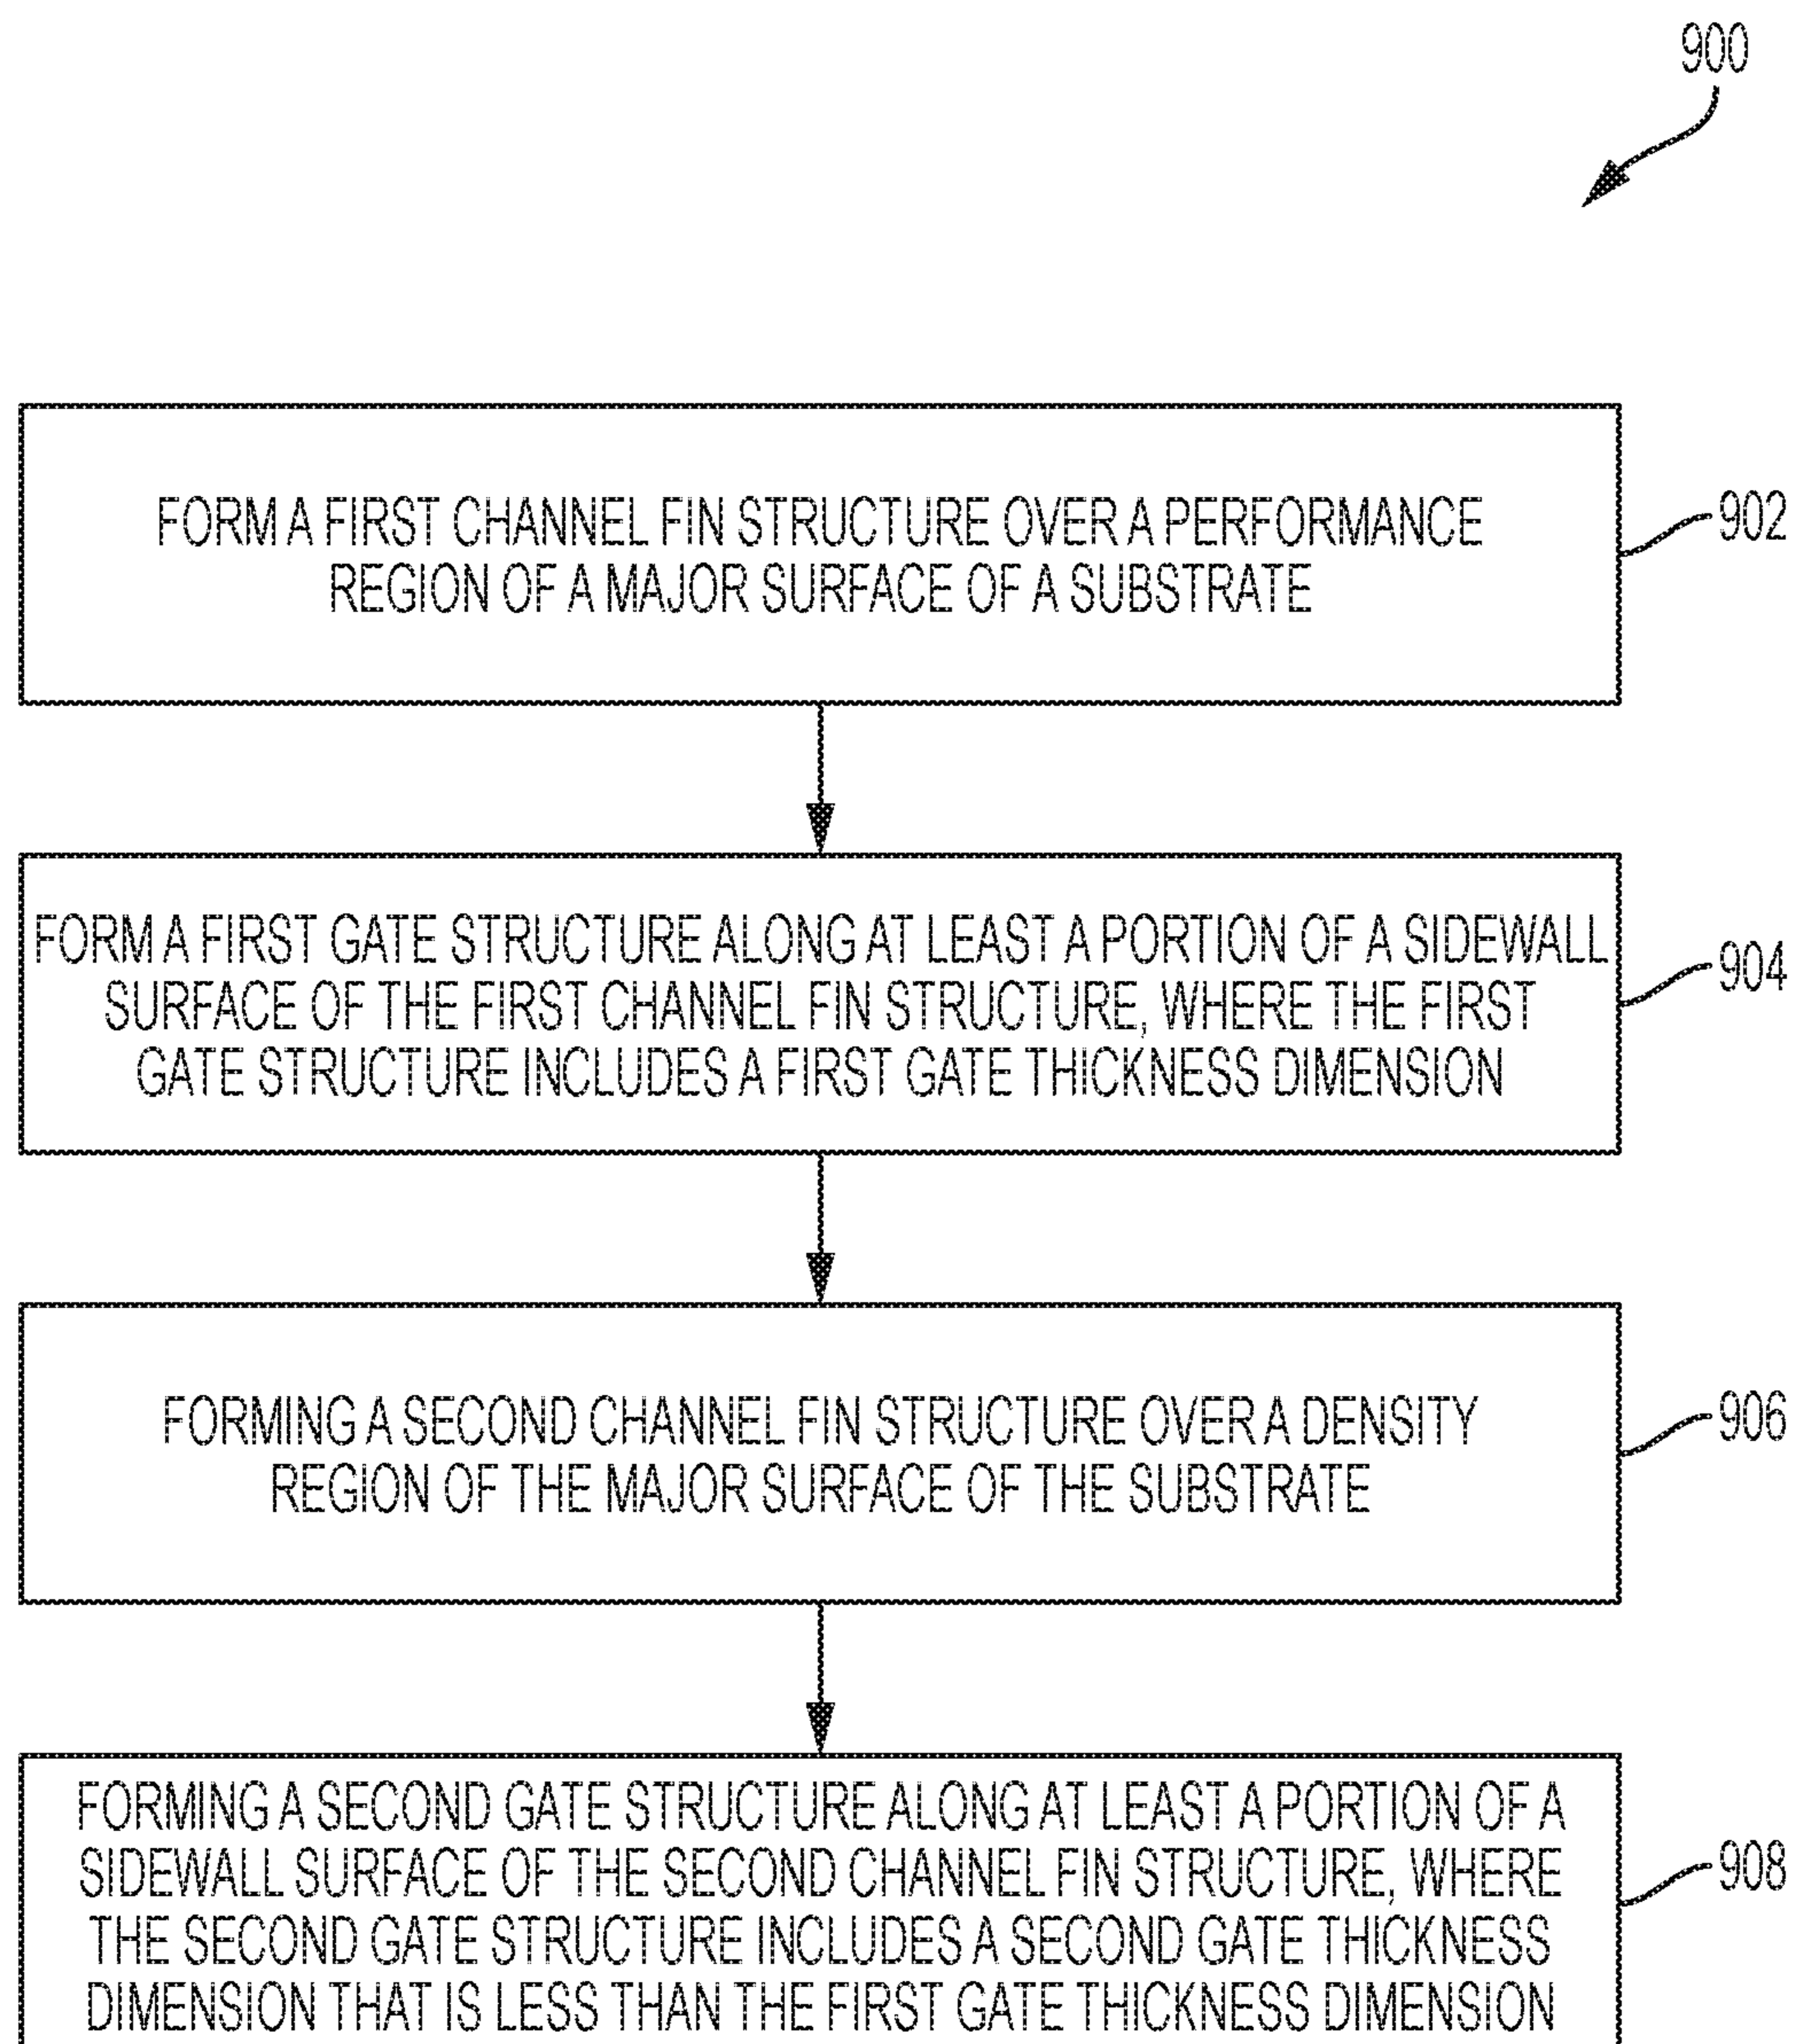 900
FORM A FIRST CHANNEL FIN STRUCTURE OVER A PERFORMANCE
REGION OF A MAJOR SURFACE OF A SUBSTRATE
902
FORM A FIRST GATE STRUCTURE ALONG AT LEAST A PORTION OF A SIDEWALL
SURFACE OF THE FIRST CHANNEL FIN STRUCTURE, WHERE THE FIRST
GATE STRUCTURE INCLUDES A FIRST GATE THICKNESS DIMENSION
904
FORMING A SECOND CHANNEL FIN STRUCTURE OVER A DENSITY
REGION OF THE MAJOR SURFACE OF THE SUBSTRATE
906
FORMING A SECOND GATE STRUCTURE ALONG AT LEAST A PORTION OF A
SIDEWALL SURFACE OF THE SECOND CHANNEL FIN STRUCTURE, WHERE
THE SECOND GATE STRUCTURE INCLUDES A SECOND GATE THICKNESS
DIMENSION THAT IS LESS THAN THE FIRST GATE THICKNESS DIMENSION
908